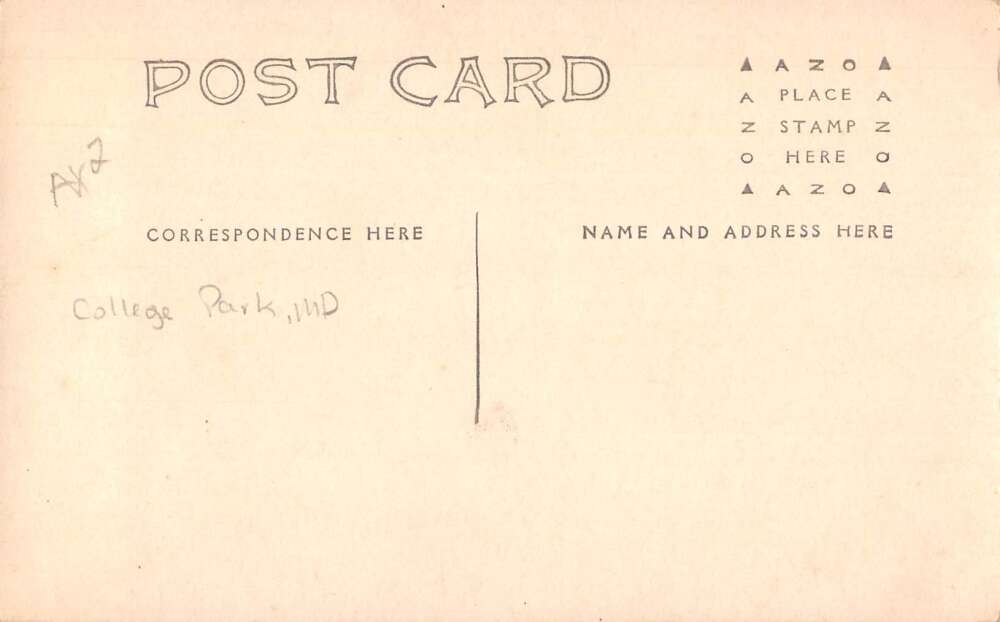 POST CARD
▲ A Z O ▲
A PLACE A
Z STAMP Z
O HERE O
▲ A Z O ▲
CORRESPONDENCE HERE
NAME AND ADDRESS HERE
College Park, MD